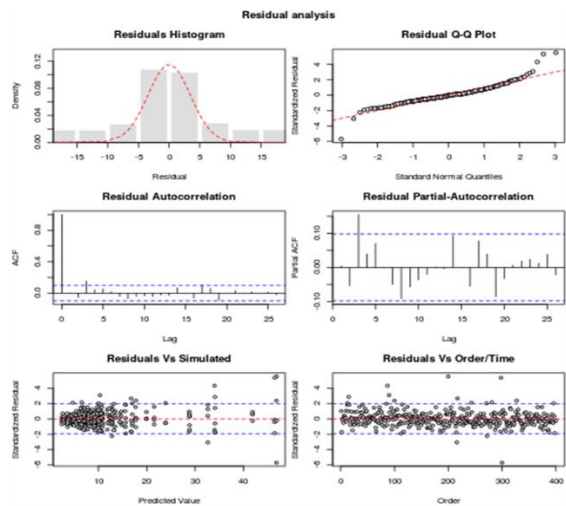 Residual analysis
Residuals Histogram
Density
0.00 0.04 0.08 0.12
-15 -10 -5 0 5 10 15
Residual
Residual Q-Q Plot
Standardized Residual
-6 -2 0 2 4
-3 -2 -1 0 1 2 3
Standard Normal Quantiles
Residual Autocorrelation
ACF
0.0 0.4 0.8
0 5 10 15 20 25
Lag
Residual Partial-Autocorrelation
Partial ACF
-0.10 0.00 0.10
0 5 10 15 20 25
Lag
Residuals Vs Simulated
Standardized Residual
-6 -4 -2 0 2 4
10 20 30 40
Predicted Value
Residuals Vs Order/Time
Standardized Residual
-6 -4 -2 0 2 4
0 100 200 300 400
Order